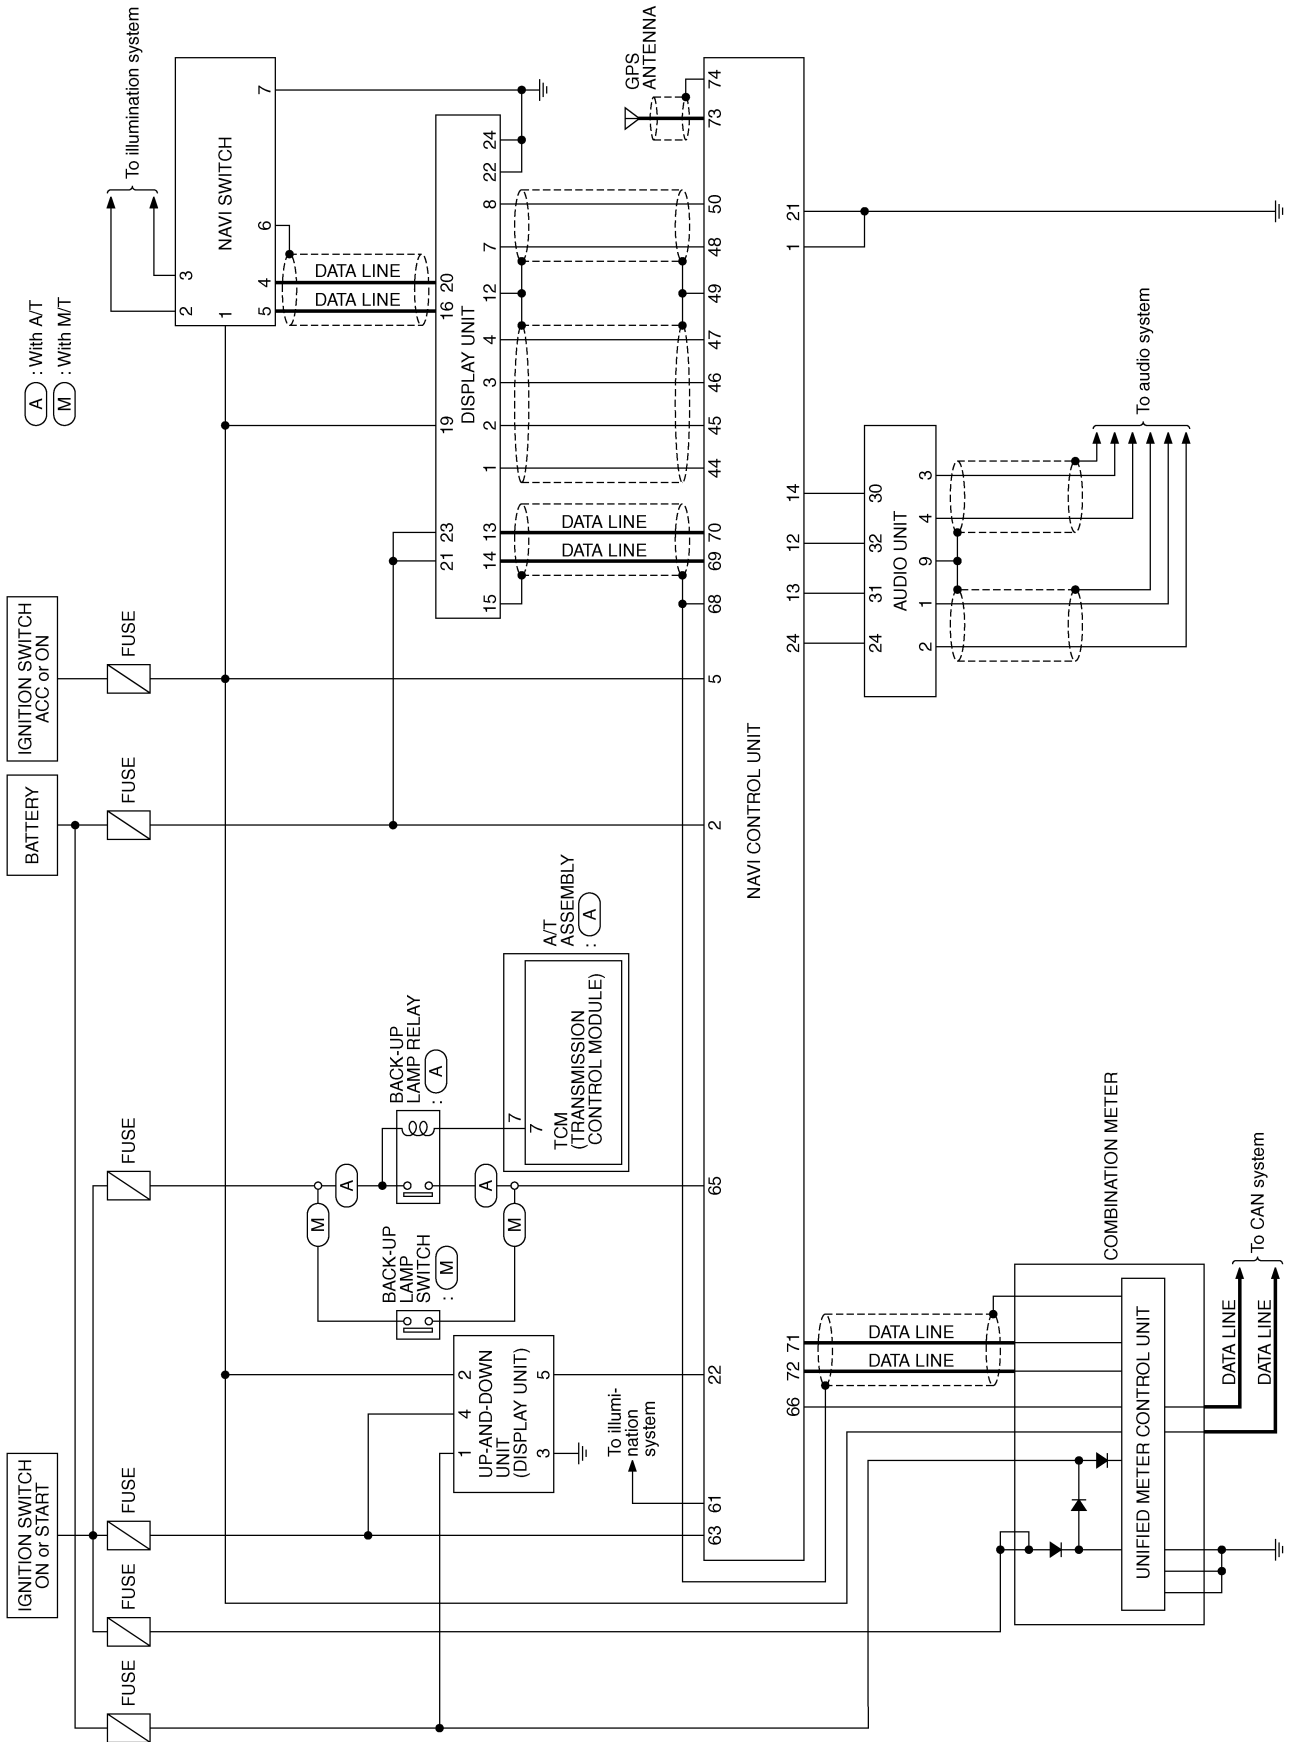 To illumination system
A : With A/T
M : With M/T
NAVI SWITCH
2
3
1
7
6
4
5
DATA LINE
DATA LINE
DISPLAY UNIT
20
16
19
23
21
24
22
8
7
12
4
3
2
1
13
14
15
GPS
ANTENNA
DATA LINE
DATA LINE
NAVI CONTROL UNIT
74
73
50
48
49
47
46
45
44
70
69
68
5
2
65
22
61
63
21
1
14
12
13
24
71
72
66
AUDIO UNIT
30
32
31
24
3
4
9
1
2
To audio system
IGNITION SWITCH
ACC or ON
FUSE
BATTERY
FUSE
FUSE
BACK-UP
LAMP RELAY
: A
A/T
ASSEMBLY
: A
7
7
TCM
(TRANSMISSION
CONTROL MODULE)
A
A
M
M
BACK-UP
LAMP
SWITCH
: M
UP-AND-DOWN
UNIT
(DISPLAY UNIT)
2
4
1
5
3
To illumi-
nation
system
IGNITION SWITCH
ON or START
FUSE
FUSE
FUSE
DATA LINE
DATA LINE
COMBINATION METER
UNIFIED METER CONTROL UNIT
DATA LINE
DATA LINE
To CAN system